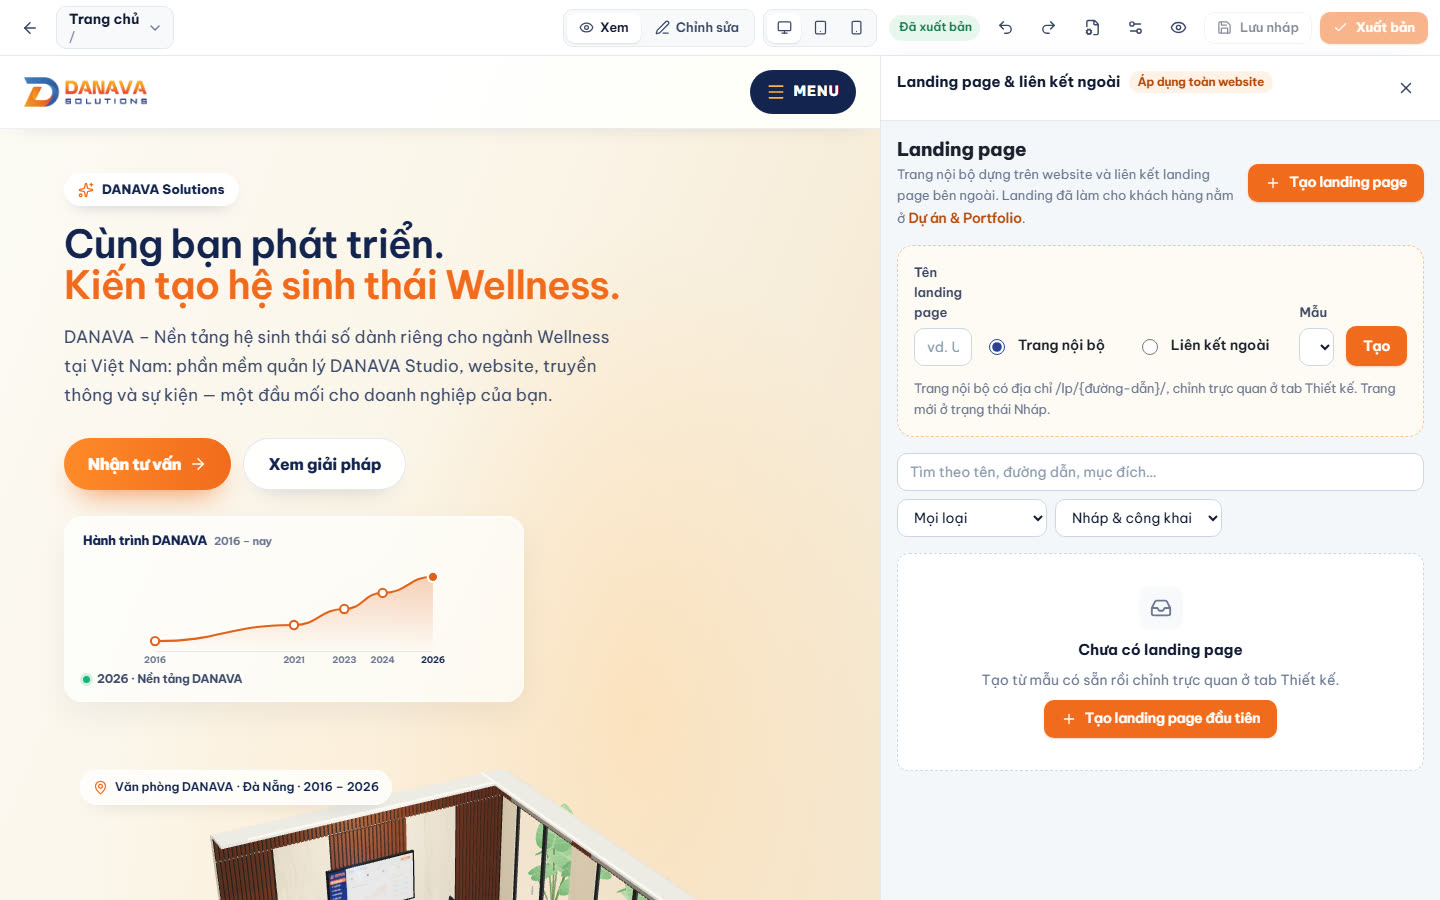 Trang chủ
/
Xem
Chỉnh sửa
Đã xuất bản
Lưu nháp
Xuất bản
DANAVA
SOLUTIONS
MENU
DANAVA Solutions
Cùng bạn phát triển.
Kiến tạo hệ sinh thái Wellness.
DANAVA – Nền tảng hệ sinh thái số dành riêng cho ngành Wellness
tại Việt Nam: phần mềm quản lý DANAVA Studio, website, truyền
thông và sự kiện — một đầu mối cho doanh nghiệp của bạn.
Nhận tư vấn
Xem giải pháp
Hành trình DANAVA 2016 – nay
2016 2021 2023 2024 2026
2026 · Nền tảng DANAVA
Văn phòng DANAVA · Đà Nẵng · 2016 – 2026
Landing page & liên kết ngoài
Áp dụng toàn website
Landing page
Trang nội bộ dựng trên website và liên kết landing
page bên ngoài. Landing đã làm cho khách hàng nằm
ở Dự án & Portfolio.
Tạo landing page
Tên
landing
page
vd. L
Trang nội bộ
Liên kết ngoài
Mẫu
Tạo
Trang nội bộ có địa chỉ /lp/{đường-dẫn}/, chỉnh trực quan ở tab Thiết kế. Trang
mới ở trạng thái Nháp.
Tìm theo tên, đường dẫn, mục đích...
Mọi loại
Nháp & công khai
Chưa có landing page
Tạo từ mẫu có sẵn rồi chỉnh trực quan ở tab Thiết kế.
Tạo landing page đầu tiên